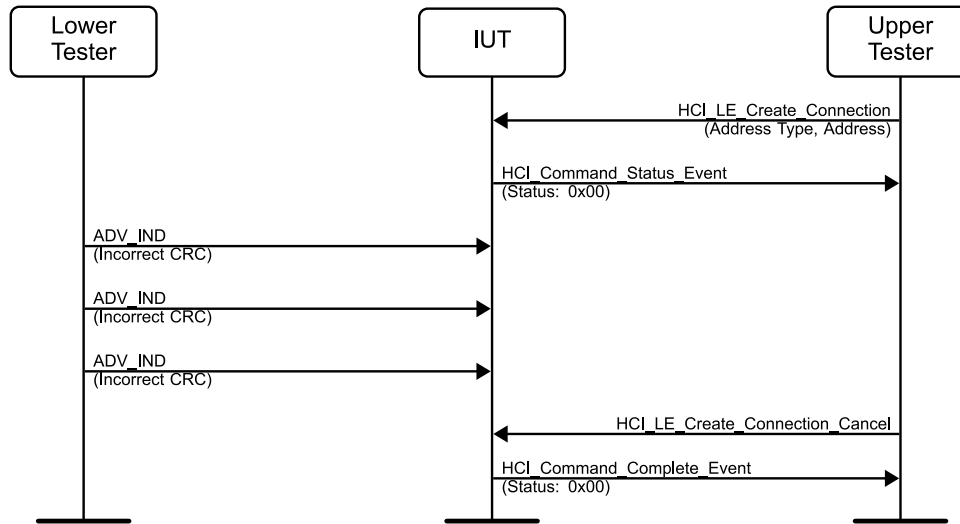 Lower
Tester
IUT
Upper
Tester
HCI_LE_Create_Connection
(Address Type, Address)
HCI_Command_Status_Event
(Status: 0x00)
ADV_IND
(Incorrect CRC)
ADV_IND
(Incorrect CRC)
ADV_IND
(Incorrect CRC)
HCI_LE_Create_Connection_Cancel
HCI_Command_Complete_Event
(Status: 0x00)